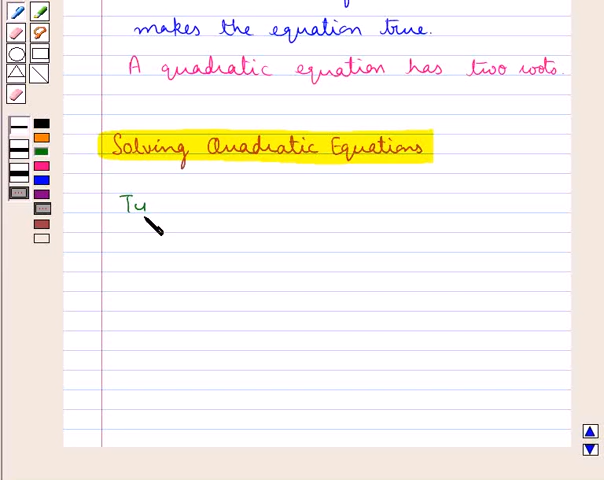 makes the equation true.
A quadratic equation has two roots.
Solving Quadratic Equations